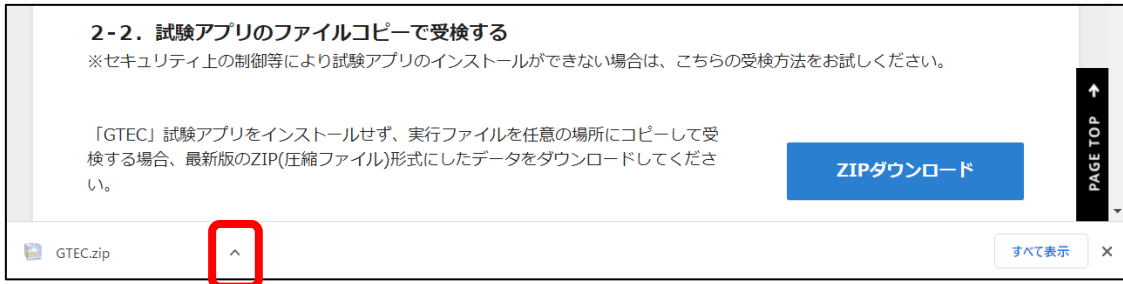 2-2．試験アプリのファイルコピーで受検する
※セキュリティ上の制御等により試験アプリのインストールができない場合は、こちらの受検方法をお試しください。
「GTEC」試験アプリをインストールせず、実行ファイルを任意の場所にコピーして受
検する場合、最新版のZIP(圧縮ファイル)形式にしたデータをダウンロードしてくださ
い。
ZIPダウンロード
PAGE TOP
GTEC.zip
すべて表示